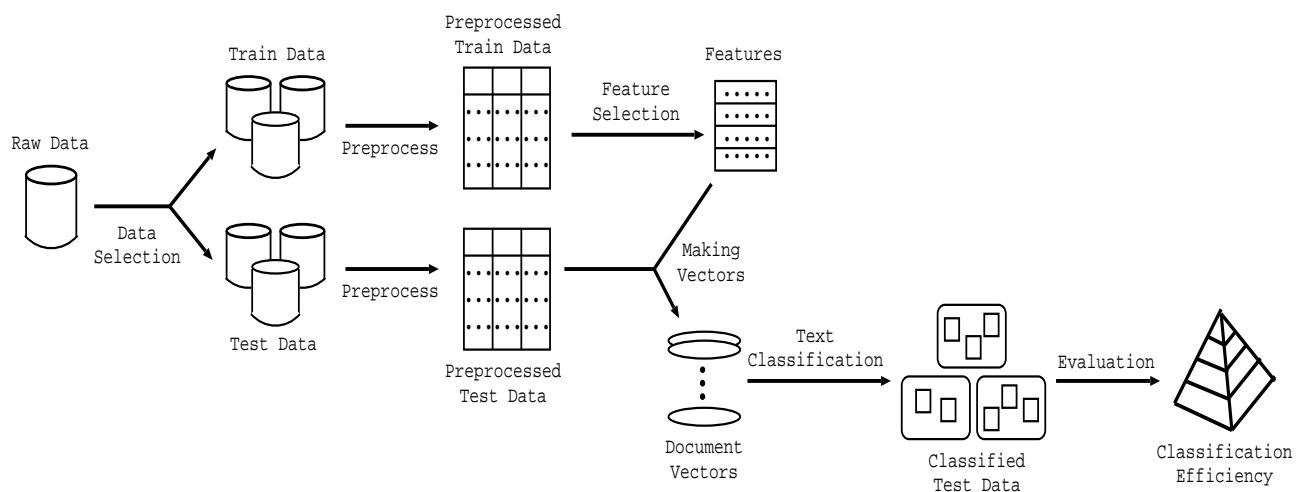 Raw Data
Data
Selection
Train Data
Test Data
Preprocess
Preprocess
Preprocessed
Train Data
Preprocessed
Test Data
Feature
Selection
Features
Making
Vectors
Document
Vectors
Text
Classification
Classified
Test Data
Evaluation
Classification
Efficiency